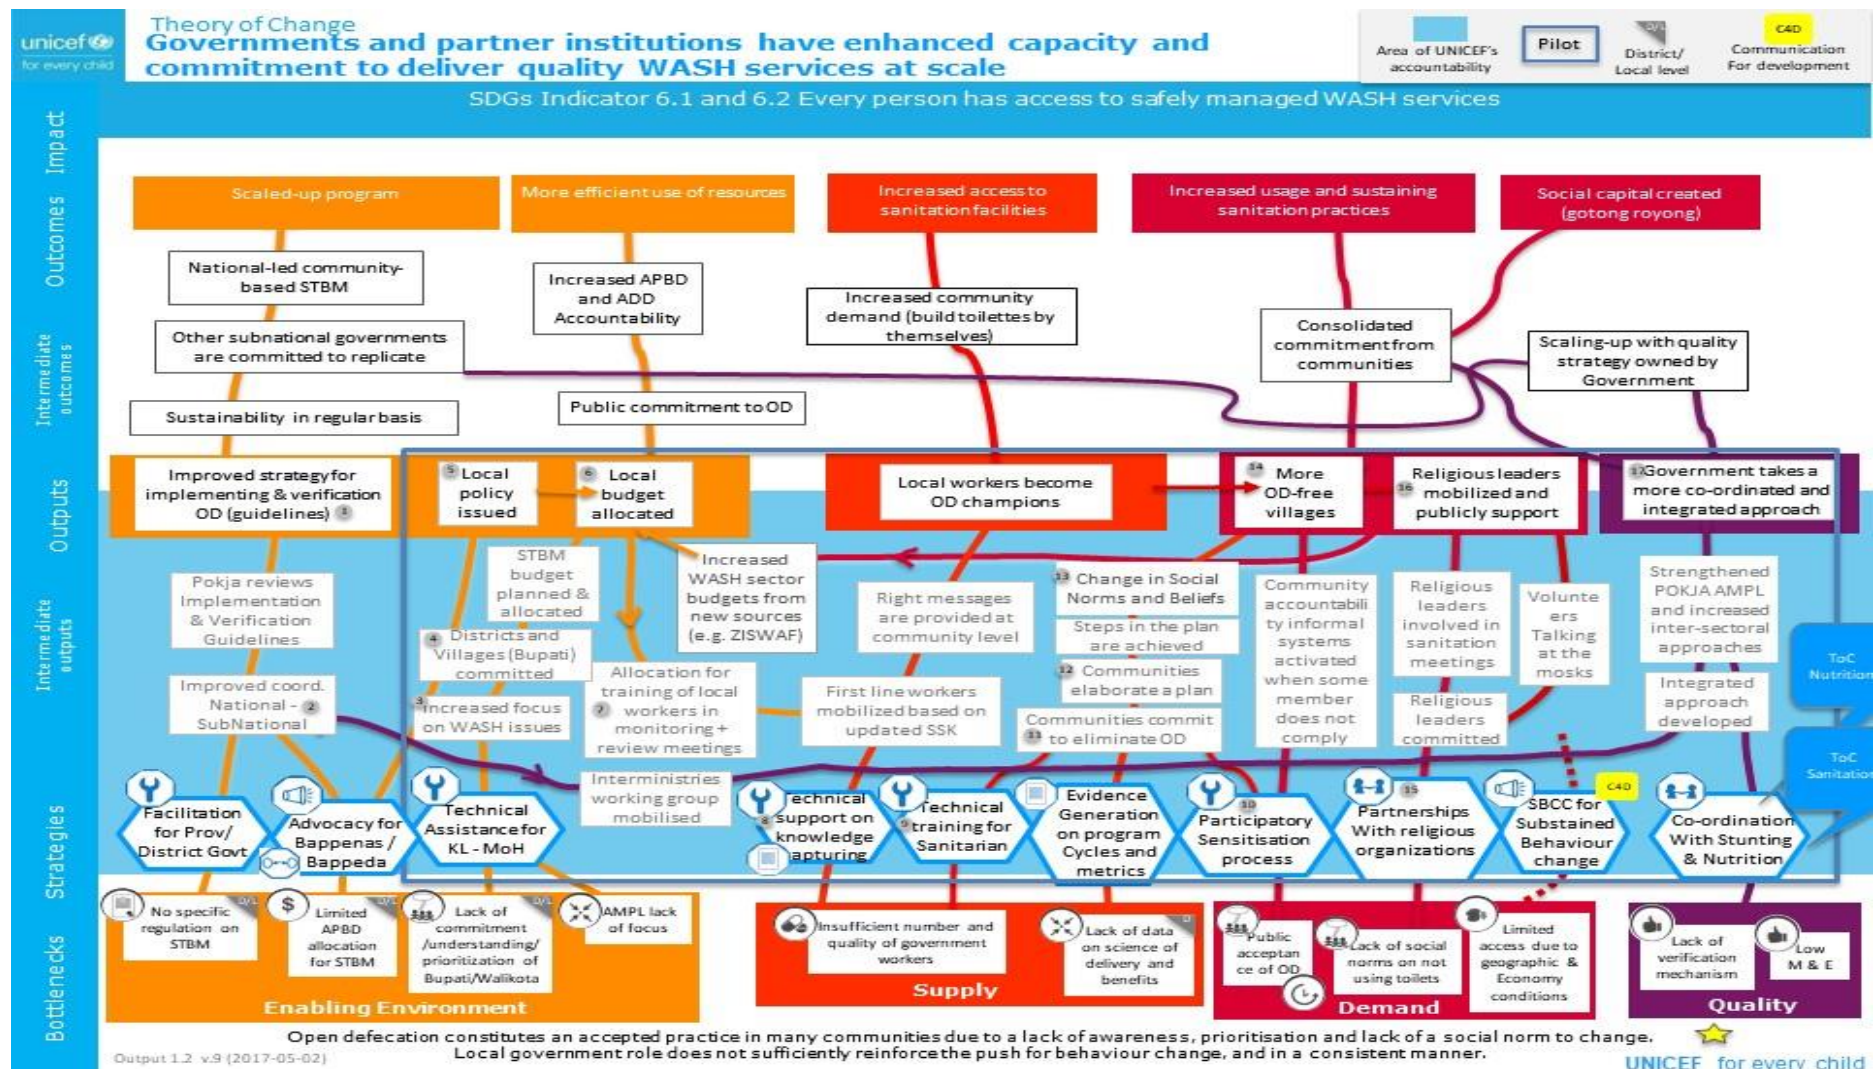 unicef
for every child
Theory of Change
Governments and partner institutions have enhanced capacity and
commitment to deliver quality WASH services at scale
Area of UNICEF's
accountability
Pilot
D/L
District/
Local level
C4D
Communication
For development
Impact
SDGs Indicator 6.1 and 6.2 Every person has access to safely managed WASH services
Outcomes
Scaled-up program
More efficient use of resources
Increased access to
sanitation facilities
Increased usage and sustaining
sanitation practices
Social capital created
(gotong royong)
Intermediate
outcomes
National-led community-
based STBM
Increased APBD
and ADD
Accountability
Increased community
demand (build toilettes by
themselves)
Consolidated
commitment from
communities
Scaling-up with quality
strategy owned by
Government
Other subnational governments
are committed to replicate
Sustainability in regular basis
Public commitment to OD
Outputs
Improved strategy for
implementing & verification
OD (guidelines) 1
5 Local
policy
issued
6 Local
budget
allocated
Local workers become
OD champions
14 More
OD-free
villages
Religious leaders
16 mobilized and
publicly support
17 Government takes a
more co-ordinated and
integrated approach
Intermediate
outputs
Pokja reviews
Implementation
& Verification
Guidelines
Improved coord.
National - 2
SubNational
STBM
budget
planned &
allocated
4 Districts and
Villages (Bupati)
committed
3 Increased focus
on WASH issues
Increased
WASH sector
budgets from
new sources
(e.g. ZISWAF)
Allocation for
training of local
7 workers in
monitoring +
review meetings
Interministries
working group
mobilised
Right messages
are provided at
community level
First line workers
mobilized based on
updated SSK
13 Change in Social
Norms and Beliefs
Steps in the plan
are achieved
12 Communities
elaborate a plan
Communities commit
11 to eliminate OD
Community
accountabili
ty informal
systems
activated
when some
member
does not
comply
Religious
leaders
involved in
sanitation
meetings
Religious
leaders
committed
Volunte
ers
Talking
at the
mosks
Strengthened
POKJA AMPL
and increased
inter-sectoral
approaches
Integrated
approach
developed
ToC
Nutrition
ToC
Sanitation
Strategies
Facilitation
for Prov/
District Govt
Advocacy for
Bappenas /
Bappeda
Technical
Assistance for
KL - MoH
echnical
8 support on
knowledge
apturing
Technical
9 training for
Sanitarian
Evidence
Generation
on program
Cycles and
metrics
10
Participatory
Sensitisation
process
15
Partnerships
With religious
organizations
C4D
SBCC for
Substained
Behaviour
change
Co-ordination
With Stunting
& Nutrition
Bottlenecks
D/L
No specific
regulation on
STBM
$
D/L
Limited
APBD
allocation
for STBM
D/L
Lack of
commitment
/understanding/
prioritization of
Bupati/Walikota
AMPL lack
of focus
Enabling Environment
Insufficient number and
quality of government
workers
D
Lack of data
on science of
delivery and
benefits
Supply
Public
acceptan
ce of OD
Lack of social
norms on not
using toilets
Limited
access due to
geographic &
Economy
conditions
Demand
Lack of
verification
mechanism
Low
M & E
Quality
Open defecation constitutes an accepted practice in many communities due to a lack of awareness, prioritisation and lack of a social norm to change.
Local government role does not sufficiently reinforce the push for behaviour change, and in a consistent manner.
Output 1.2 v.9 (2017-05-02)
UNICEF for every child